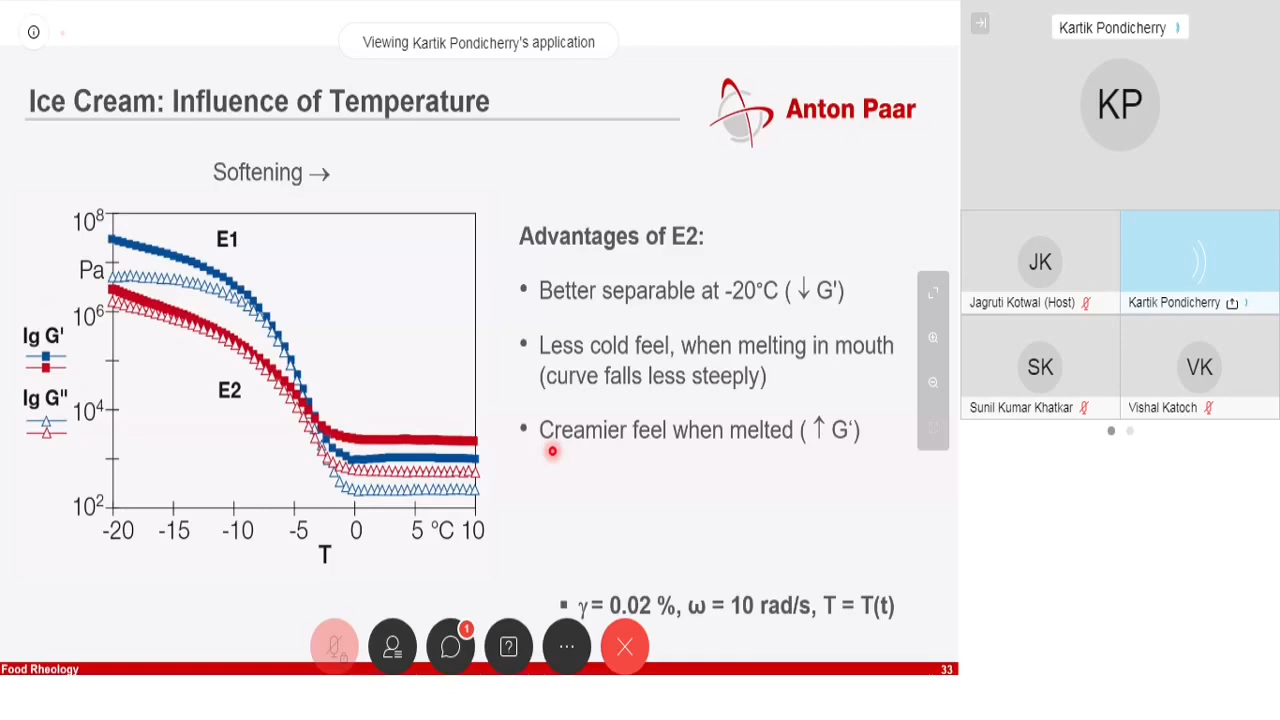 Viewing Kartik Pondicherry's application
Kartik Pondicherry
KP
Ice Cream: Influence of Temperature
Anton Paar
Softening →
10⁸
Pa
10⁶
10⁴
10²
lg G'
lg G"
E1
E2
-20 -15 -10 -5 0 5 °C 10
T
Advantages of E2:
• Better separable at -20°C ( ↓ G')
• Less cold feel, when melting in mouth
(curve falls less steeply)
• Creamier feel when melted ( ↑ G‘)
▪ γ = 0.02 %, ω = 10 rad/s, T = T(t)
1
?
Food Rheology
33
JK
Jagruti Kotwal (Host)
Kartik Pondicherry
SK
Sunil Kumar Khatkar
VK
Vishal Katoch